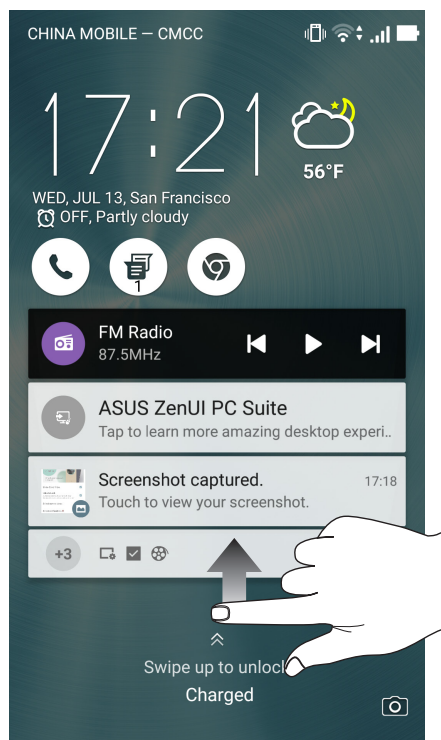 CHINA MOBILE — CMCC
17:21
56°F
WED, JUL 13, San Francisco
OFF, Partly cloudy
1
FM Radio
87.5MHz
ASUS ZenUI PC Suite
Tap to learn more amazing desktop experi..
Screenshot captured. 17:18
Touch to view your screenshot.
+3
Swipe up to unlock
Charged